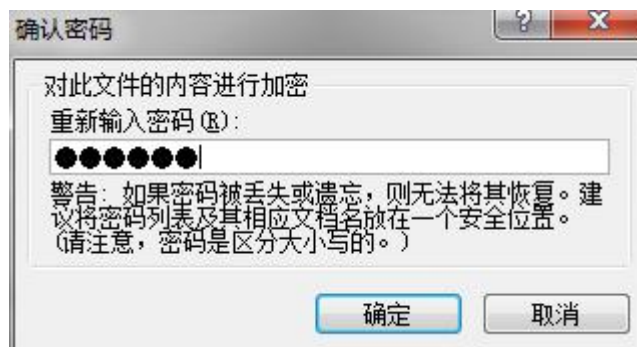 确认密码
对此文件的内容进行加密
重新输入密码(R):
●●●●●●
警告: 如果密码被丢失或遗忘，则无法将其恢复。建
议将密码列表及其相应文档名放在一个安全位置。
(请注意，密码是区分大小写的。)
确定
取消